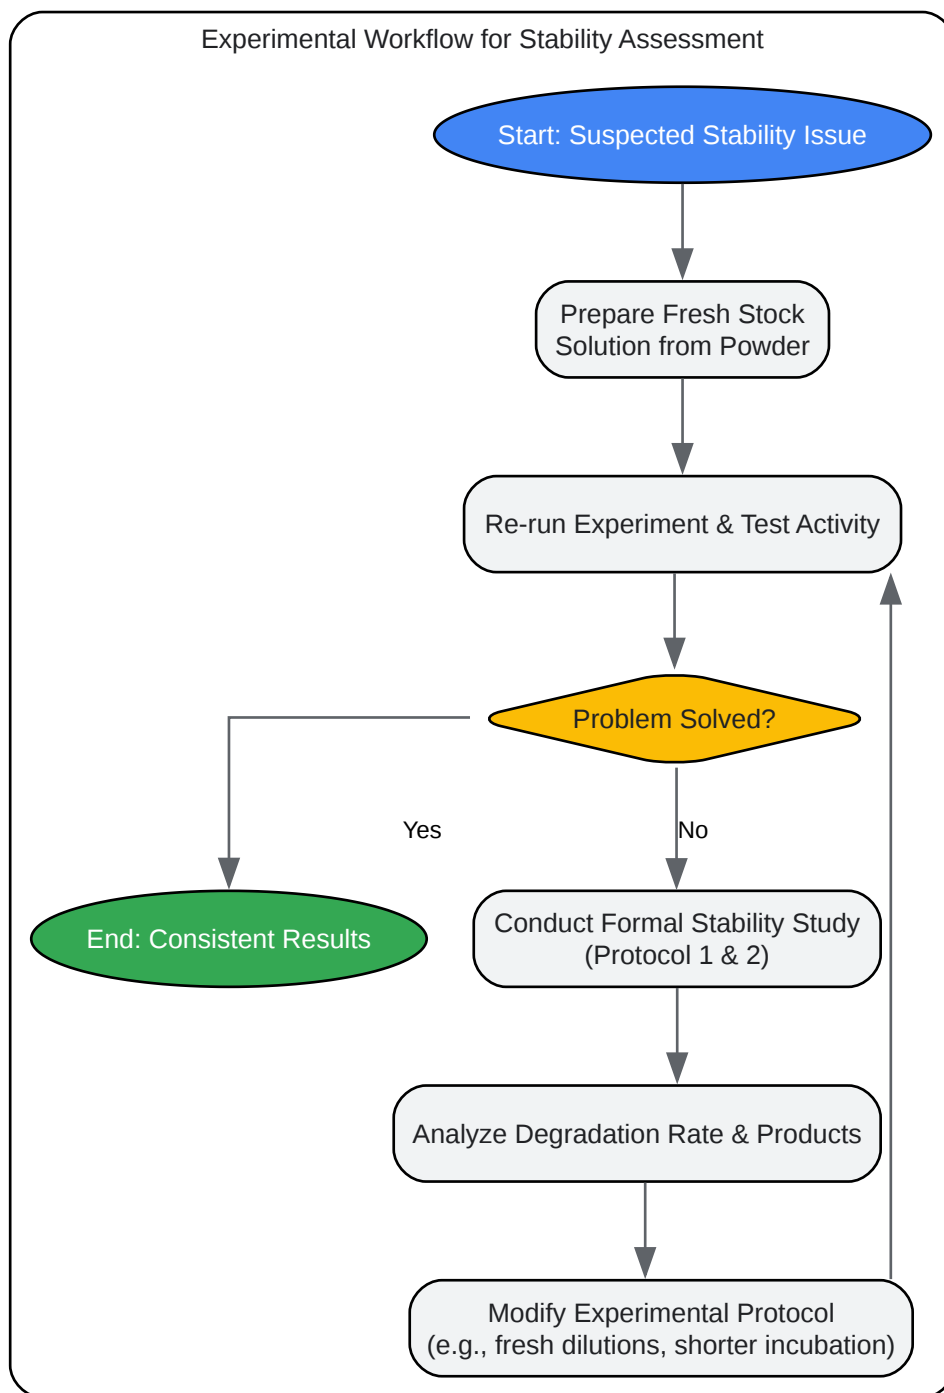 Experimental Workflow for Stability Assessment
Start: Suspected Stability Issue
Prepare Fresh Stock
Solution from Powder
Re-run Experiment & Test Activity
Problem Solved?
Yes
No
End: Consistent Results
Conduct Formal Stability Study
(Protocol 1 & 2)
Analyze Degradation Rate & Products
Modify Experimental Protocol
(e.g., fresh dilutions, shorter incubation)